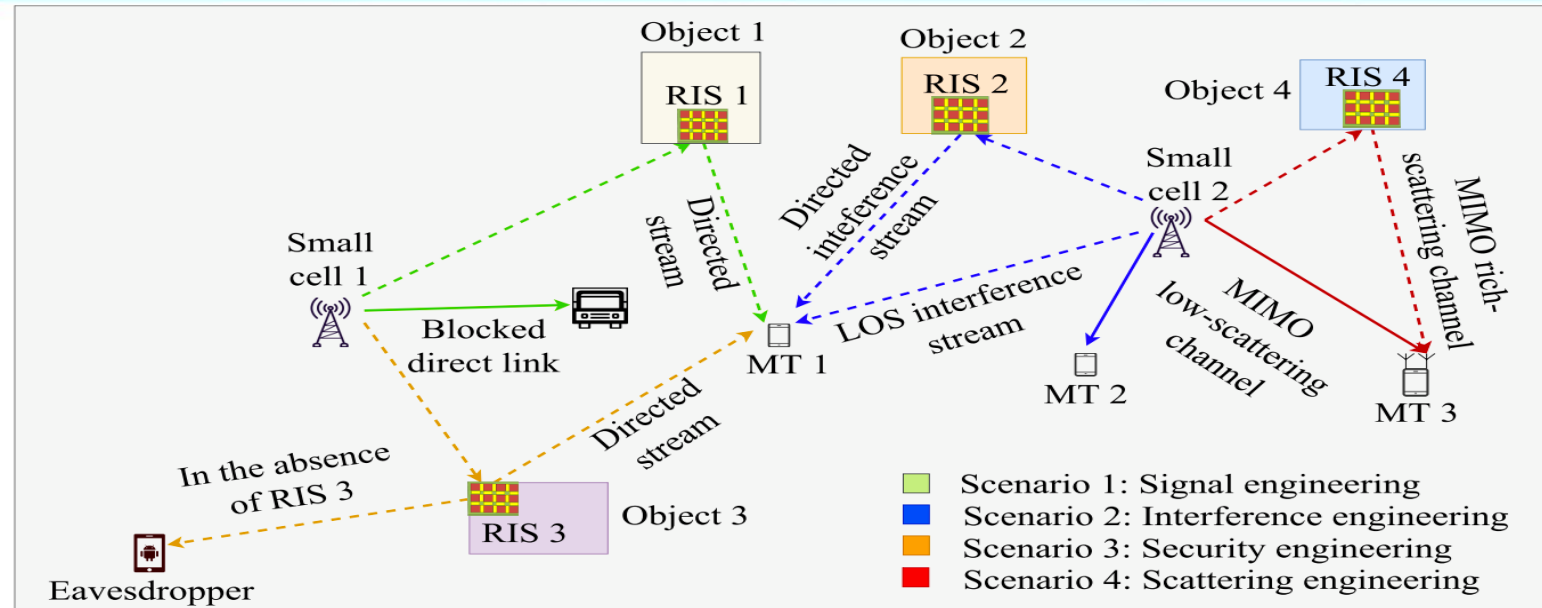 Object 1
RIS 1
Object 2
RIS 2
Object 4
RIS 4
Small
cell 2
Small
cell 1
Blocked
direct link
Directed
stream
Directed
inteference
stream
LOS interference
stream
MIMO
low-scattering
channel
MIMO rich-
scattering channel
MT 1
MT 2
MT 3
Directed
stream
In the absence
of RIS 3
RIS 3
Object 3
Eavesdropper
Scenario 1: Signal engineering
Scenario 2: Interference engineering
Scenario 3: Security engineering
Scenario 4: Scattering engineering